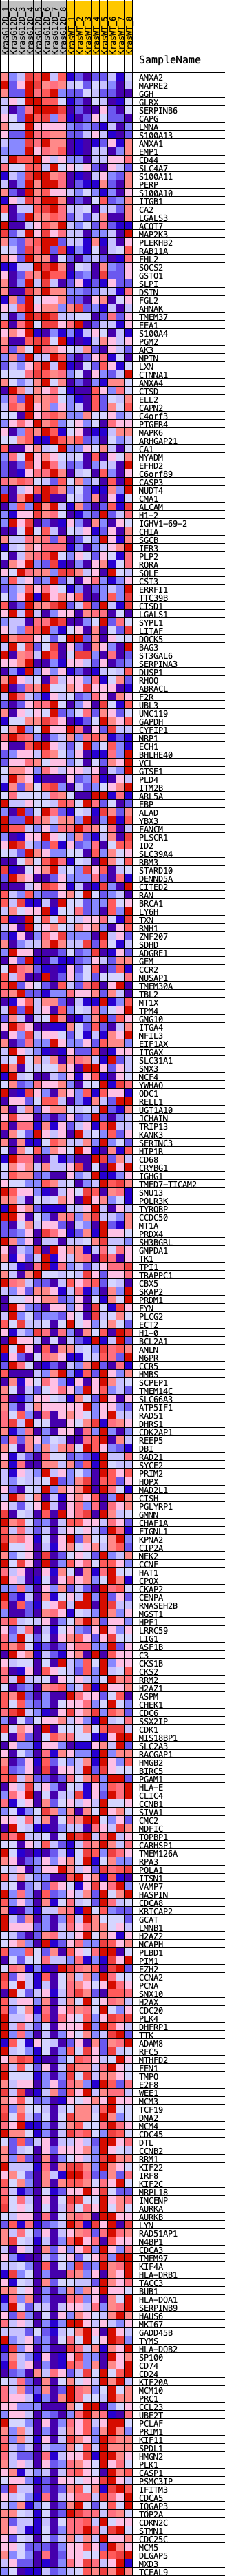 KrasG12D_1
KrasG12D_2
KrasG12D_3
KrasG12D_4
KrasG12D_5
KrasG12D_6
KrasG12D_7
KrasG12D_8
KrasWT_1
KrasWT_2
KrasWT_3
KrasWT_4
KrasWT_5
KrasWT_6
KrasWT_7
KrasWT_8
SampleName
ANXA2
MAPRE2
GGH
GLRX
SERPINB6
CAPG
LMNA
S100A13
ANXA1
EMP1
CD44
SLC4A7
S100A11
PERP
S100A10
ITGB1
CA2
LGALS3
ACOT7
MAP2K3
PLEKHB2
RAB11A
FHL2
SOCS2
GSTO1
SLPI
DSTN
FGL2
AHNAK
TMEM37
EEA1
S100A4
PGM2
AK3
NPTN
LXN
CTNNA1
ANXA4
CTSD
ELL2
CAPN2
C4orf3
PTGER4
MAPK6
ARHGAP21
CA1
MYADM
EFHD2
C6orf89
CASP3
NUDT4
CMA1
ALCAM
H1-2
IGHV1-69-2
CHIA
SGCB
IER3
PLP2
RORA
SQLE
CST3
ERRFI1
TTC39B
CISD1
LGALS1
SYPL1
LITAF
DOCK5
BAG3
ST3GAL6
SERPINA3
DUSP1
RHOQ
ABRACL
F2R
UBL3
UNC119
GAPDH
CYFIP1
NRP1
ECH1
BHLHE40
VCL
GTSE1
PLD4
ITM2B
ARL5A
EBP
ALAD
YBX3
FANCM
PLSCR1
ID2
SLC39A4
RBM3
STARD10
DENND5A
CITED2
RAN
BRCA1
LY6H
TXN
RNH1
ZNF207
SDHD
ADGRE1
GEM
CCR2
NUSAP1
TMEM30A
TBL2
MT1X
TPM4
GNG10
ITGA4
NFIL3
EIF1AX
ITGAX
SLC31A1
SNX3
NCF4
YWHAQ
ODC1
RELL1
UGT1A10
JCHAIN
TRIP13
KANK3
SERINC3
HIP1R
CD68
CRYBG1
IGHG1
TMED7-TICAM2
SNU13
POLR3K
TYROBP
CCDC50
MT1A
PRDX4
SH3BGRL
GNPDA1
TK1
TPI1
TRAPPC1
CBX5
SKAP2
PRDM1
FYN
PLCG2
ECT2
H1-0
BCL2A1
ANLN
M6PR
CCR5
HMBS
SCPEP1
TMEM14C
SLC66A3
ATP5IF1
RAD51
DHRS1
CDK2AP1
REEP5
DBI
RAD21
SYCE2
PRIM2
HOPX
MAD2L1
CISH
PGLYRP1
GMNN
CHAF1A
FIGNL1
KPNA2
CIP2A
NEK2
CCNF
HAT1
CPOX
CKAP2
CENPA
RNASEH2B
MGST1
HPF1
LRRC59
LIG1
ASF1B
C3
CKS1B
CKS2
RRM2
H2AZ1
ASPM
CHEK1
CDC6
SSX2IP
CDK1
MIS18BP1
SLC2A3
RACGAP1
HMGB2
BIRC5
PGAM1
HLA-E
CLIC4
CCNB1
SIVA1
CMC2
MDFIC
TOPBP1
CARHSP1
TMEM126A
RPA3
POLA1
ITSN1
VAMP7
HASPIN
CDCA8
KRTCAP2
GCAT
LMNB1
H2AZ2
NCAPH
PLBD1
PIM1
EZH2
CCNA2
PCNA
SNX10
H2AX
CDC20
PLK4
DHFRP1
TTK
ADAM8
RFC5
MTHFD2
FEN1
TMPO
E2F8
WEE1
MCM3
TCF19
DNA2
MCM4
CDC45
DTL
CCNB2
RRM1
KIF22
IRF8
KIF2C
MRPL18
INCENP
AURKA
AURKB
LYN
RAD51AP1
N4BP1
CDCA3
TMEM97
KIF4A
HLA-DRB1
TACC3
BUB1
HLA-DQA1
SERPINB9
HAUS6
MKI67
GADD45B
TYMS
HLA-DQB2
SP100
CD74
CD24
KIF20A
MCM10
PRC1
CCL23
UBE2T
PCLAF
PRIM1
KIF11
SPDL1
HMGN2
PLK1
CASP1
PSMC3IP
IFITM3
CDCA5
IQGAP3
TOP2A
CDKN2C
STMN1
CDC25C
MCM5
DLGAP5
MXD3
TCEAL9